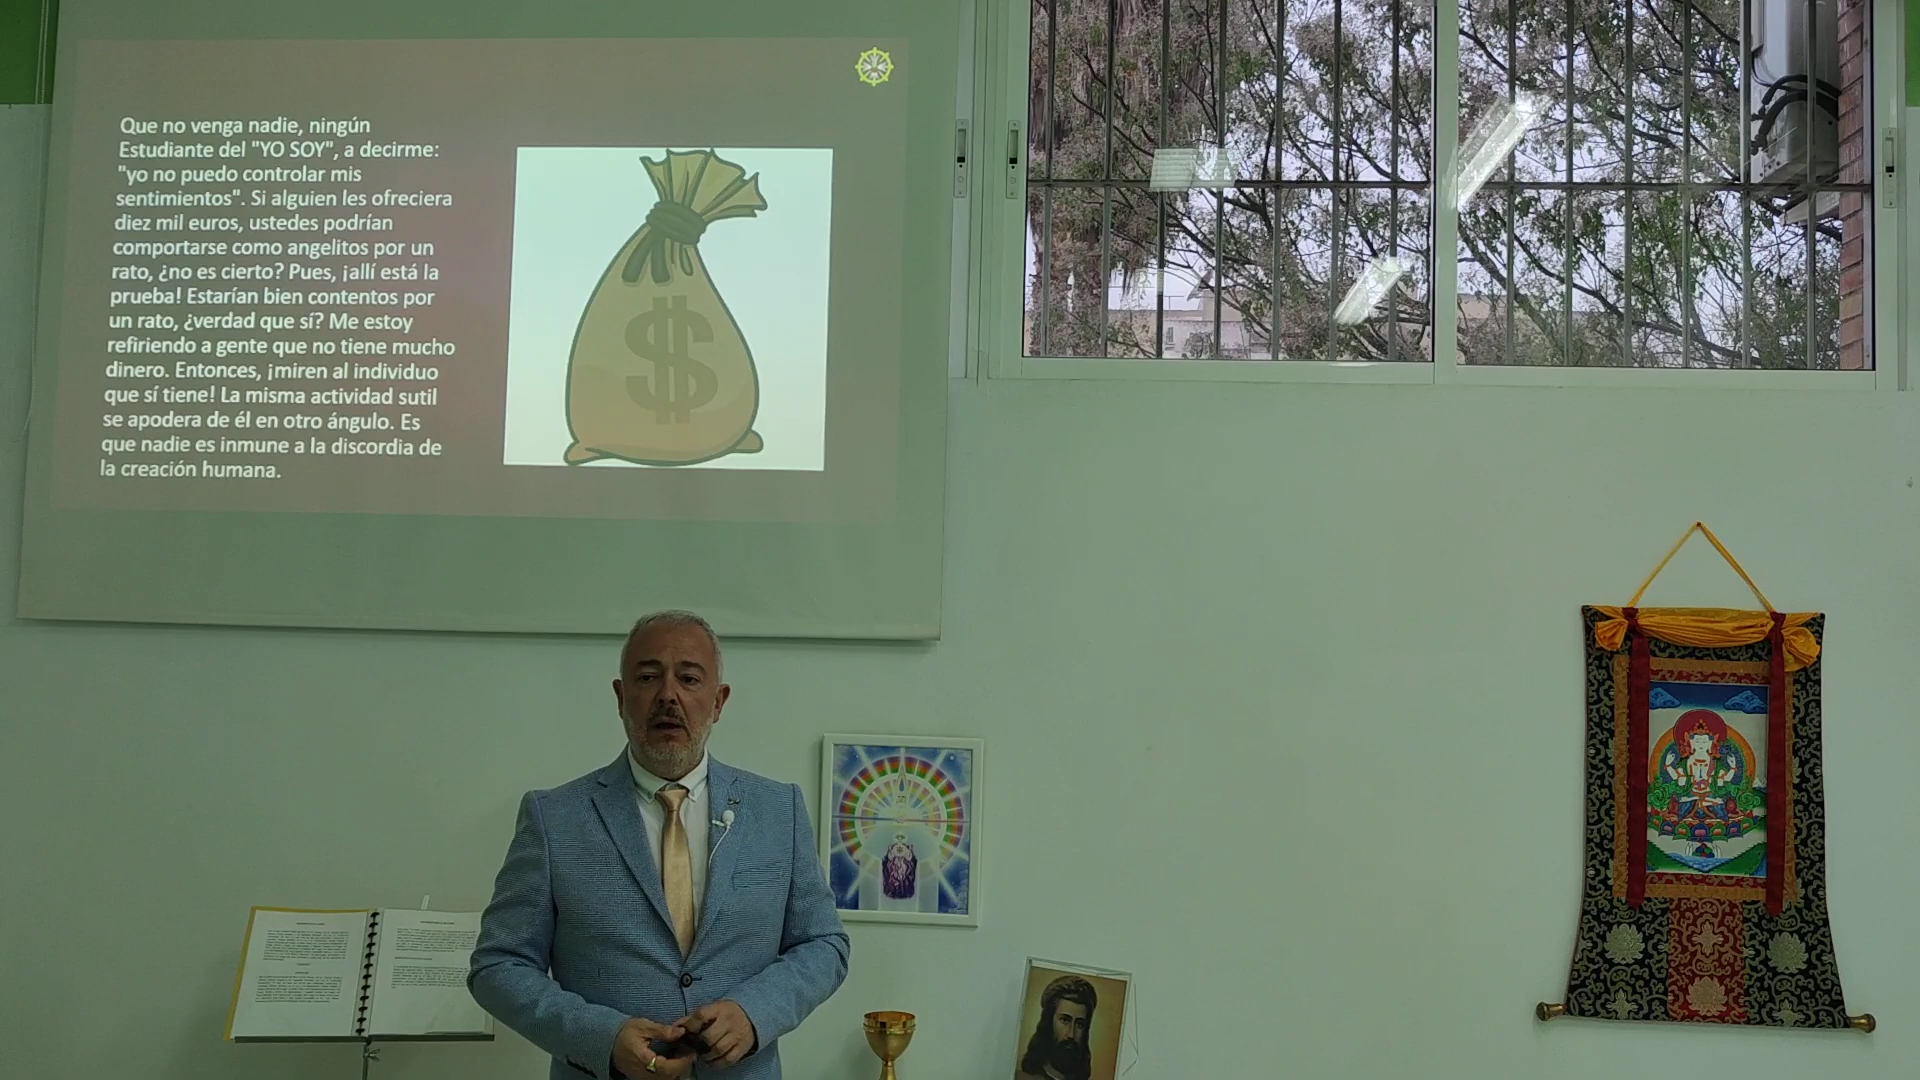 Que no venga nadie, ningún
Estudiante del "YO SOY", a decirme:
"yo no puedo controlar mis
sentimientos". Si alguien les ofreciera
diez mil euros, ustedes podrían
comportarse como angelitos por un
rato, ¿no es cierto? Pues, ¡allí está la
prueba! Estarían bien contentos por
un rato, ¿verdad que sí? Me estoy
refiriendo a gente que no tiene mucho
dinero. Entonces, ¡miren al individuo
que sí tiene! La misma actividad sutil
se apodera de él en otro ángulo. Es
que nadie es inmune a la discordia de
la creación humana.
$